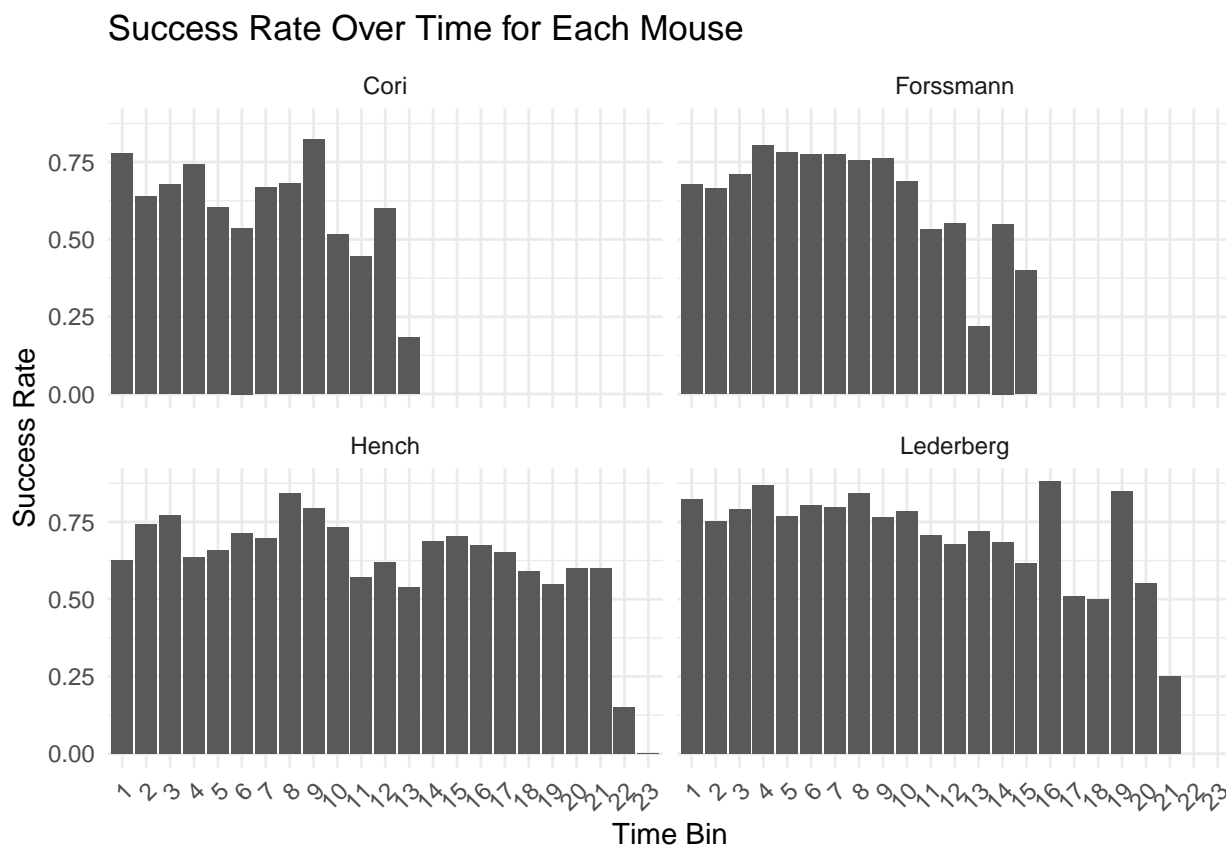 Success Rate Over Time for Each Mouse
Cori
Forssmann
0.75
0.50
0.25
0.00
Hench
Lederberg
0.75
0.50
0.25
0.00
Success Rate
1 2 3 4 5 6 7 8 9 10 11 12 13 14 15 16 17 18 19 20 21 22 23
1 2 3 4 5 6 7 8 9 10 11 12 13 14 15 16 17 18 19 20 21 22 23
Time Bin